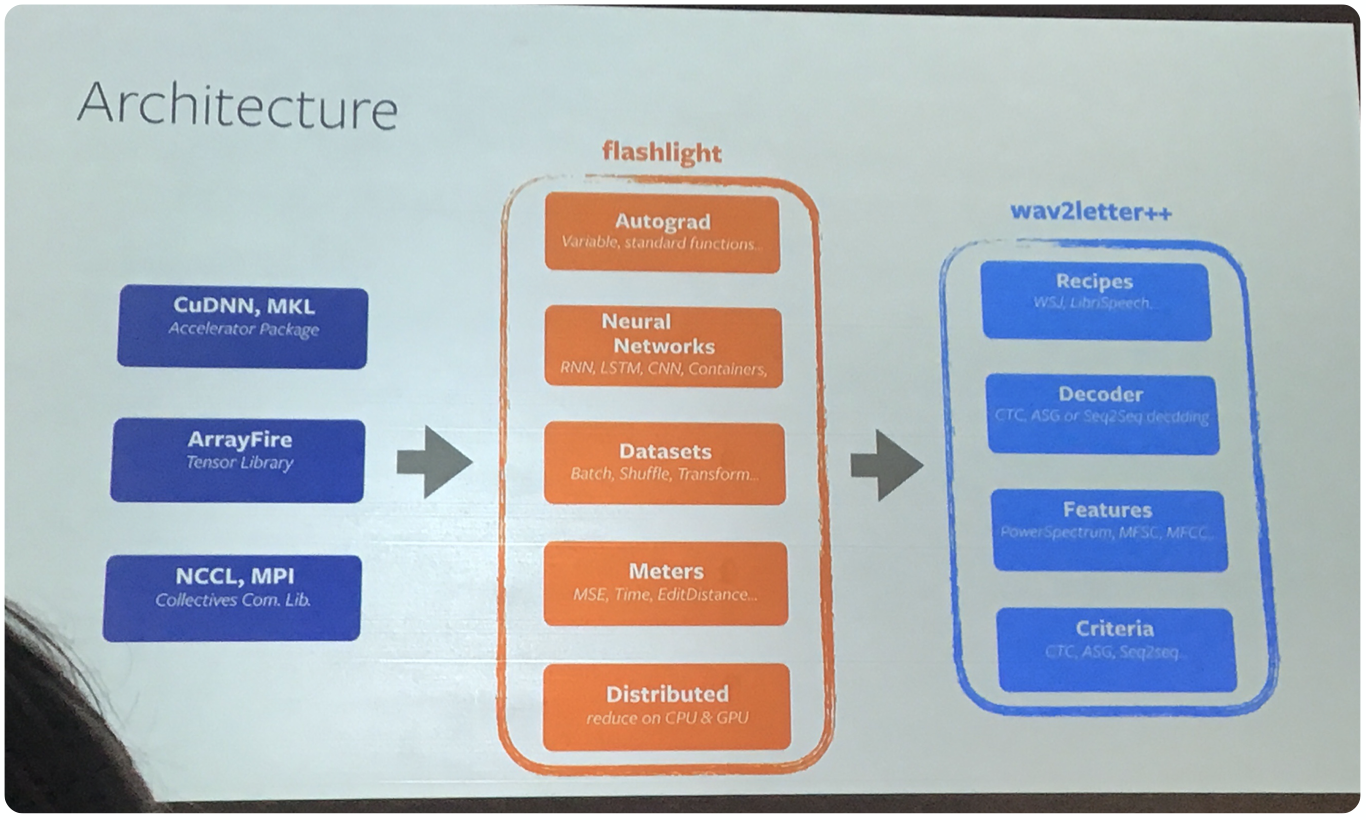 Architecture
CuDNN, MKL
Accelerator Package
ArrayFire
Tensor Library
NCCL, MPI
Collectives Com. Lib.
flashlight
Autograd
Variable, standard functions..
Neural
Networks
RNN, LSTM, CNN, Containers,
Datasets
Batch, Shuffle, Transform...
Meters
MSE, Time, EditDistance...
Distributed
reduce on CPU & GPU
wav2letter++
Recipes
WSJ, LibriSpeech..
Decoder
CTC, ASG or Seq2Seq decdding
Features
PowerSpectrum, MFSC, MFCC..
Criteria
CTC, ASG, Seq2seq...